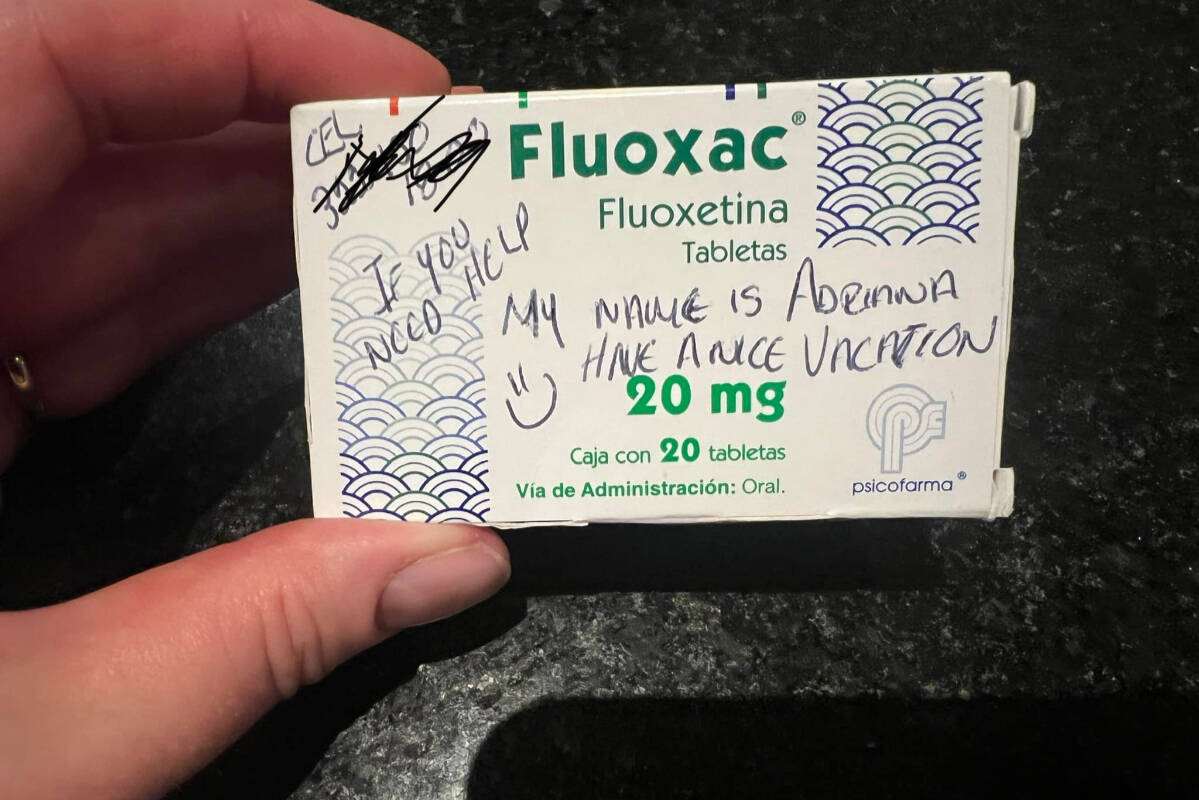 CEL
Fluoxac®
Fluoxetina
Tabletas
IF YOU
NEED HELP
MY NAME IS ADRIANA
HAVE A NICE VACATION
20 mg
Caja con 20 tabletas
Vía de Administración: Oral.
psicofarma®